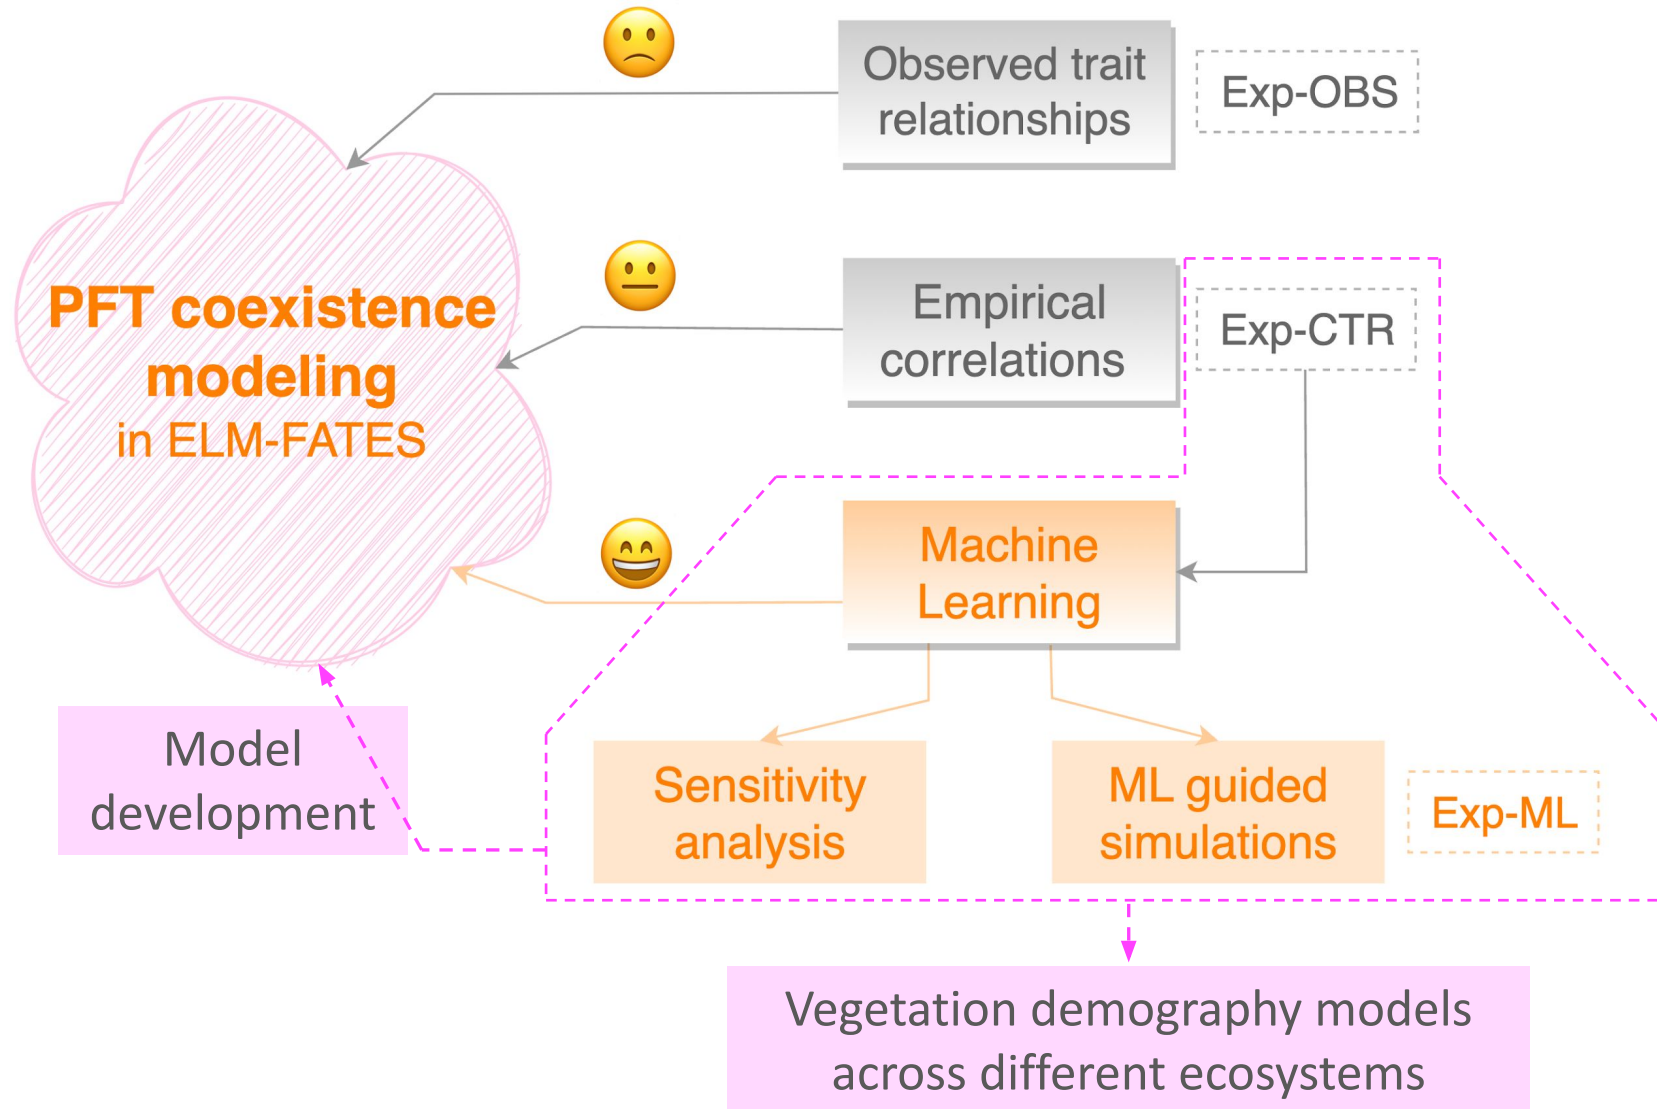 Observed trait
relationships
Exp-OBS
PFT coexistence
modeling
in ELM-FATES
Empirical
correlations
Exp-CTR
Machine
Learning
Model
development
Sensitivity
analysis
ML guided
simulations
Exp-ML
Vegetation demography models
across different ecosystems